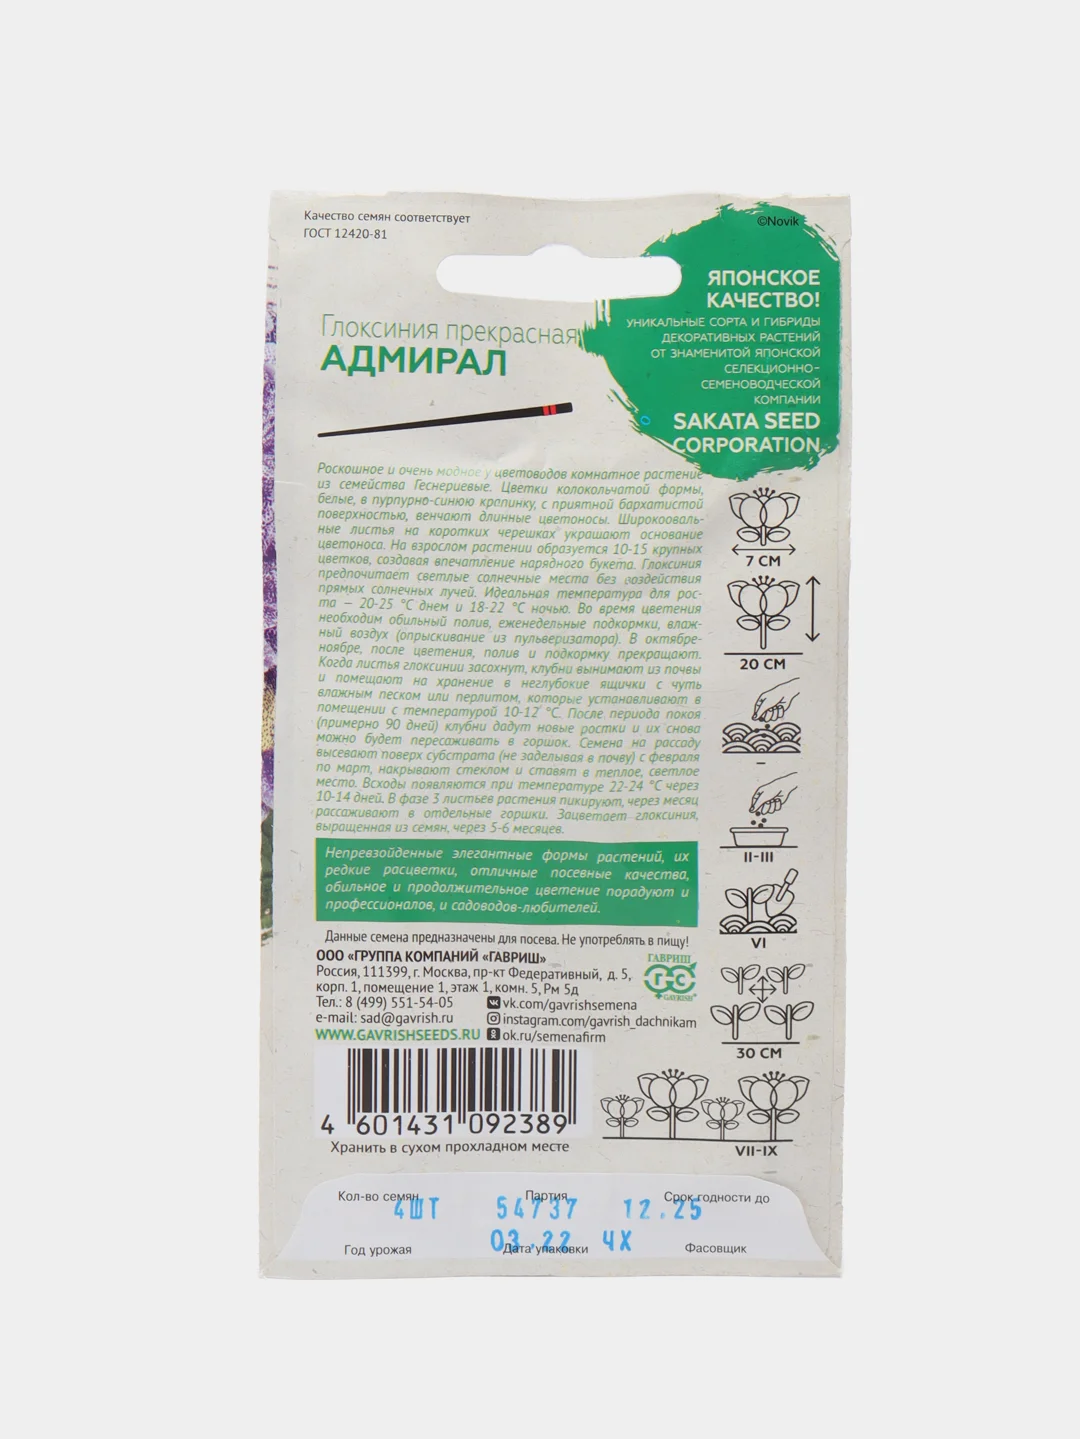 Качество семян соответствует
ГОСТ 12420-81
©Novik
ЯПОНСКОЕ
КАЧЕСТВО!
УНИКАЛЬНЫЕ СОРТА И ГИБРИДЫ
ДЕКОРАТИВНЫХ РАСТЕНИЙ
ОТ ЗНАМЕНИТОЙ ЯПОНСКОЙ
СЕЛЕКЦИОННО-
СЕМЕНОВОДЧЕСКОЙ
КОМПАНИИ
SAKATA SEED
CORPORATION
Глоксиния прекрасная
АДМИРАЛ
Роскошное и очень модное у цветоводов комнатное растение
из семейства Геснериевые. Цветки колокольчатой формы,
белые, в пурпурно-синюю крапинку, с приятной бархатистой
поверхностью, венчают длинные цветоносы. Широкоовальные
ные листья на коротких черешках украшают основание
цветоноса. На взрослом растении образуется 10-15 крупных
цветков, создавая впечатление нарядного букета. Глоксиния
предпочитает светлые солнечные места без воздействия
прямых солнечных лучей. Идеальная температура для рос-
та — 20-25 °C днем и 18-22 °C ночью. Во время цветения
необходим обильный полив, еженедельные подкормки, влаж-
ный воздух (опрыскивание из пульверизатора). В октябре-
ноябре, после цветения, полив и подкормку прекращают.
Когда листья глоксинии засохнут, клубни вынимают из почвы
и помещают на хранение в неглубокие ящички с чуть
влажным песком или перлитом, которые устанавливают в
помещении с температурой 10-12 °C. После периода покоя
(примерно 90 дней) клубни дадут новые ростки и их снова
можно будет пересаживать в горшок. Семена на рассаду
высевают поверх субстрата (не заделывая в почву) с февраля
по март, накрывают стеклом и ставят в теплое, светлое
место. Всходы появляются при температуре 22-24 °C через
10-14 дней. В фазе 3 листьев растения пикируют, через месяц
рассаживают в отдельные горшки. Зацветает глоксиния,
выращенная из семян, через 5-6 месяцев.
Непревзойденные элегантные формы растений, их
редкие расцветки, отличные посевные качества,
обильное и продолжительное цветение порадуют и
профессионалов, и садоводов-любителей.
Данные семена предназначены для посева. Не употреблять в пищу!
ООО «ГРУППА КОМПАНИЙ «ГАВРИШ»
Россия, 111399, г. Москва, пр-кт Федеративный, д. 5,
корп. 1, помещение 1, этаж 1, комн. 5, Рм 5д
Тел.: 8 (499) 551-54-05
vk.com/gavrishsemena
e-mail: sad@gavrish.ru
instagram.com/gavrish_dachnikam
WWW.GAVRISHSEEDS.RU
ok.ru/semenafirm
ГАВРИШ
Г-С
GAVRISH
4 601431 092389
Хранить в сухом прохладном месте
7 СМ
20 СМ
–
II-III
VI
30 СМ
VII-IX
Кол-во семян
Партия
Срок годности до
4ШТ 54737 12.25
03.22 ЧХ
Год урожая
Дата упаковки
Фасовщик